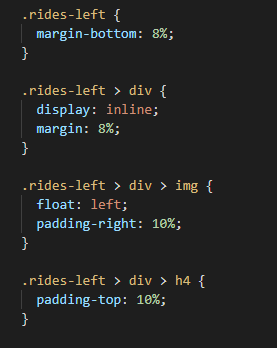 .rides-left {
  margin-bottom: 8%;
}
.rides-left > div {
  display: inline;
  margin: 8%;
}
.rides-left > div > img {
  float: left;
  padding-right: 10%;
}
.rides-left > div > h4 {
  padding-top: 10%;
}